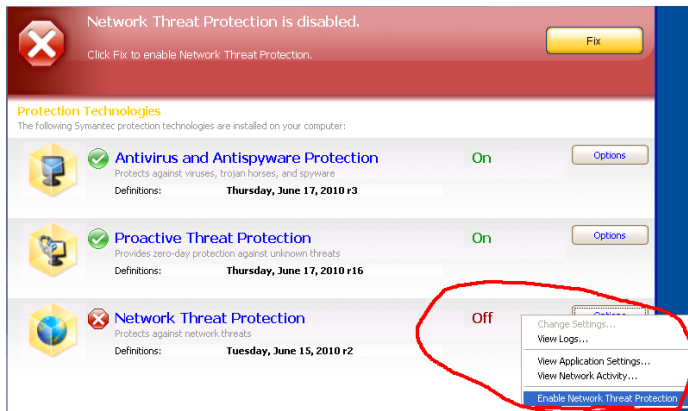 Network Threat Protection is disabled.
Click Fix to enable Network Threat Protection.
Fix
Protection Technologies
The following Symantec protection technologies are installed on your computer:
Antivirus and Antispyware Protection
On
Options
Protects against viruses, trojan horses, and spyware
Definitions: Thursday, June 17, 2010 r3
Proactive Threat Protection
On
Options
Provides zero-day protection against unknown threats
Definitions: Thursday, June 17, 2010 r16
Network Threat Protection
Off
Options
Protects against network threats
Definitions: Tuesday, June 15, 2010 r2
Change Settings...
View Logs...
View Application Settings...
View Network Activity...
Enable Network Threat Protection